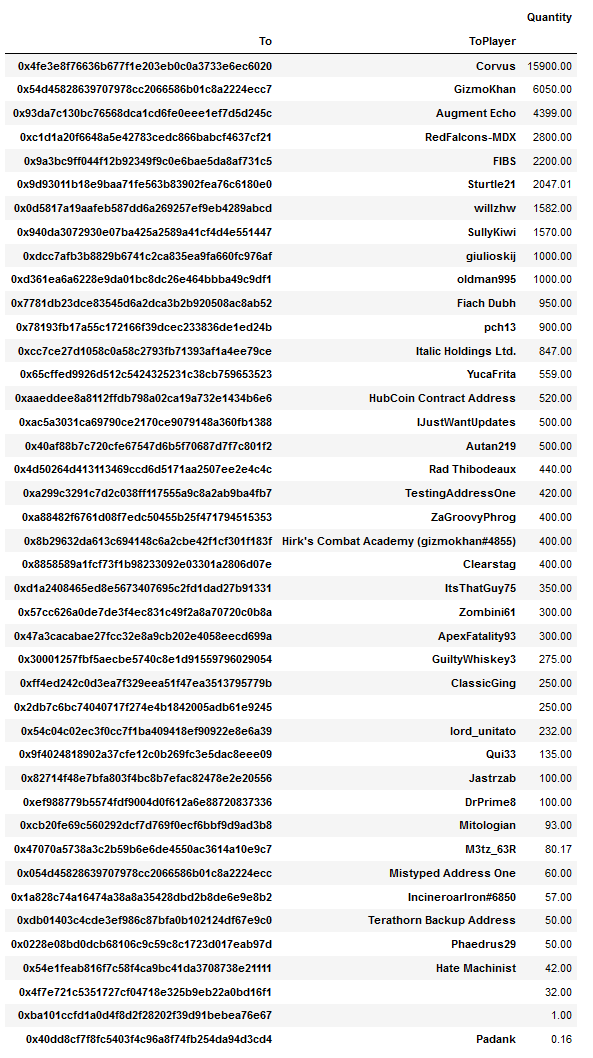 Quantity
To ToPlayer
0x4fe3e8f76636b677f1e203eb0c0a3733e6ec6020 Corvus 15900.00
0x54d45828639707978cc2066586b01c8a2224ecc7 GizmoKhan 6050.00
0x93da7c130bc76568dca1cd6fe0eee1ef7d5d245c Augment Echo 4399.00
0xc1d1a20f6648a5e42783cedc866babcf4637cf21 RedFalcons-MDX 2800.00
0x9a3bc9ff044f12b92349f9c0e6bae5da8af731c5 FIBS 2200.00
0x9d93011b18e9baa71fe563b83902fea76c6180e0 Sturtle21 2047.01
0x0d5817a19aafeb587dd6a269257ef9eb4289abcd willzhw 1582.00
0x940da3072930e07ba425a2589a41cf4d4e551447 SullyKiwi 1570.00
0xdcc7afb3b8829b6741c2ca835ea9fa660fc976af giulioskij 1000.00
0xd361ea6a6228e9da01bc8dc26e464bbba49c9df1 oldman995 1000.00
0x7781db23dce83545d6a2dca3b2b920508ac8ab52 Fiach Dubh 950.00
0x78193fb17a55c172166f39dcec233836de1ed24b pch13 900.00
0xcc7ce27d1058c0a58c2793fb71393af1a4ee79ce Italic Holdings Ltd. 847.00
0x65cffed9926d512c5424325231c38cb759653523 YucaFrita 559.00
0xaaeddee8a8112ffdb798a02ca19a732e1434b6e6 HubCoin Contract Address 520.00
0xac5a3031ca69790ce2170ce9079148a360fb1388 IJustWantUpdates 500.00
0x40af88b7c720cfe67547d6b5f70687d7f7c801f2 Autan219 500.00
0x4d50264d413113469ccd6d5171aa2507ee2e4c4c Rad Thibodeaux 440.00
0xa299c3291c7d2c038ff117555a9c8a2ab9ba4fb7 TestingAddressOne 420.00
0xa88482f6761d08f7edc50455b25f471794515353 ZaGroovyPhrog 400.00
0x8b29632da613c694148c6a2cbe42f1cf301f183f Hirk's Combat Academy (gizmokhan#4855) 400.00
0x8858589a1fcf73f1b98233092e03301a2806d07e Clearstag 400.00
0xd1a2408465ed8e5673407695c2fd1dad27b91331 ItsThatGuy75 350.00
0x57cc626a0de7de3f4ec831c49f2a8a70720c0b8a Zombini61 300.00
0x47a3cacabae27fcc32e8a9cb202e4058eecd699a ApexFatality93 300.00
0x30001257fbf5aecbe5740c8e1d91559796029054 GuiltyWhiskey3 275.00
0xff4ed242c0d3ea7f329eea51f47ea3513795779b ClassicGing 250.00
0x2db7c6bc74040717f274e4b1842005adb61e9245 250.00
0x54c04c02ec3f0cc7f1ba409418ef90922e8e6a39 lord_unitato 232.00
0x9f4024818902a37cfe12c0b269fc3e5dac8eee09 Qui33 135.00
0x82714f48e7bfa803f4bc8b7efac82478e2e20556 Jastrzab 100.00
0xef988779b5574fdf9004d0f612a6e88720837336 DrPrime8 100.00
0xcb20fe69c560292dcf7d769f0ecf6bbf9d9ad3b8 Mitologian 93.00
0x47070a5738a3c2b59b6e6de4550ac3614a10e9c7 M3tz_63R 80.17
0x054d45828639707978cc2066586b01c8a2224ecc Mistyped Address One 60.00
0x1a828c74a16474a38a8a35428dbd2b8de6e9e8b2 IncineroarIron#6850 57.00
0xdb01403c4cde3ef986c87bfa0b102124df67e9c0 Terathorn Backup Address 50.00
0x0228e08bd0dcb68106c9c59c8c1723d017eab97d Phaedrus29 50.00
0x54e1feab816f7c58f4ca9bc41da3708738e21111 Hate Machinist 42.00
0x4f7e721c5351727cf04718e325b9eb22a0bd16f1 32.00
0xba101ccfd1a0d4f8d2f28202f39d91bebea76e67 1.00
0x40dd8cf7f8fc5403f4c96a8f74fb254da94d3cd4 Padank 0.16